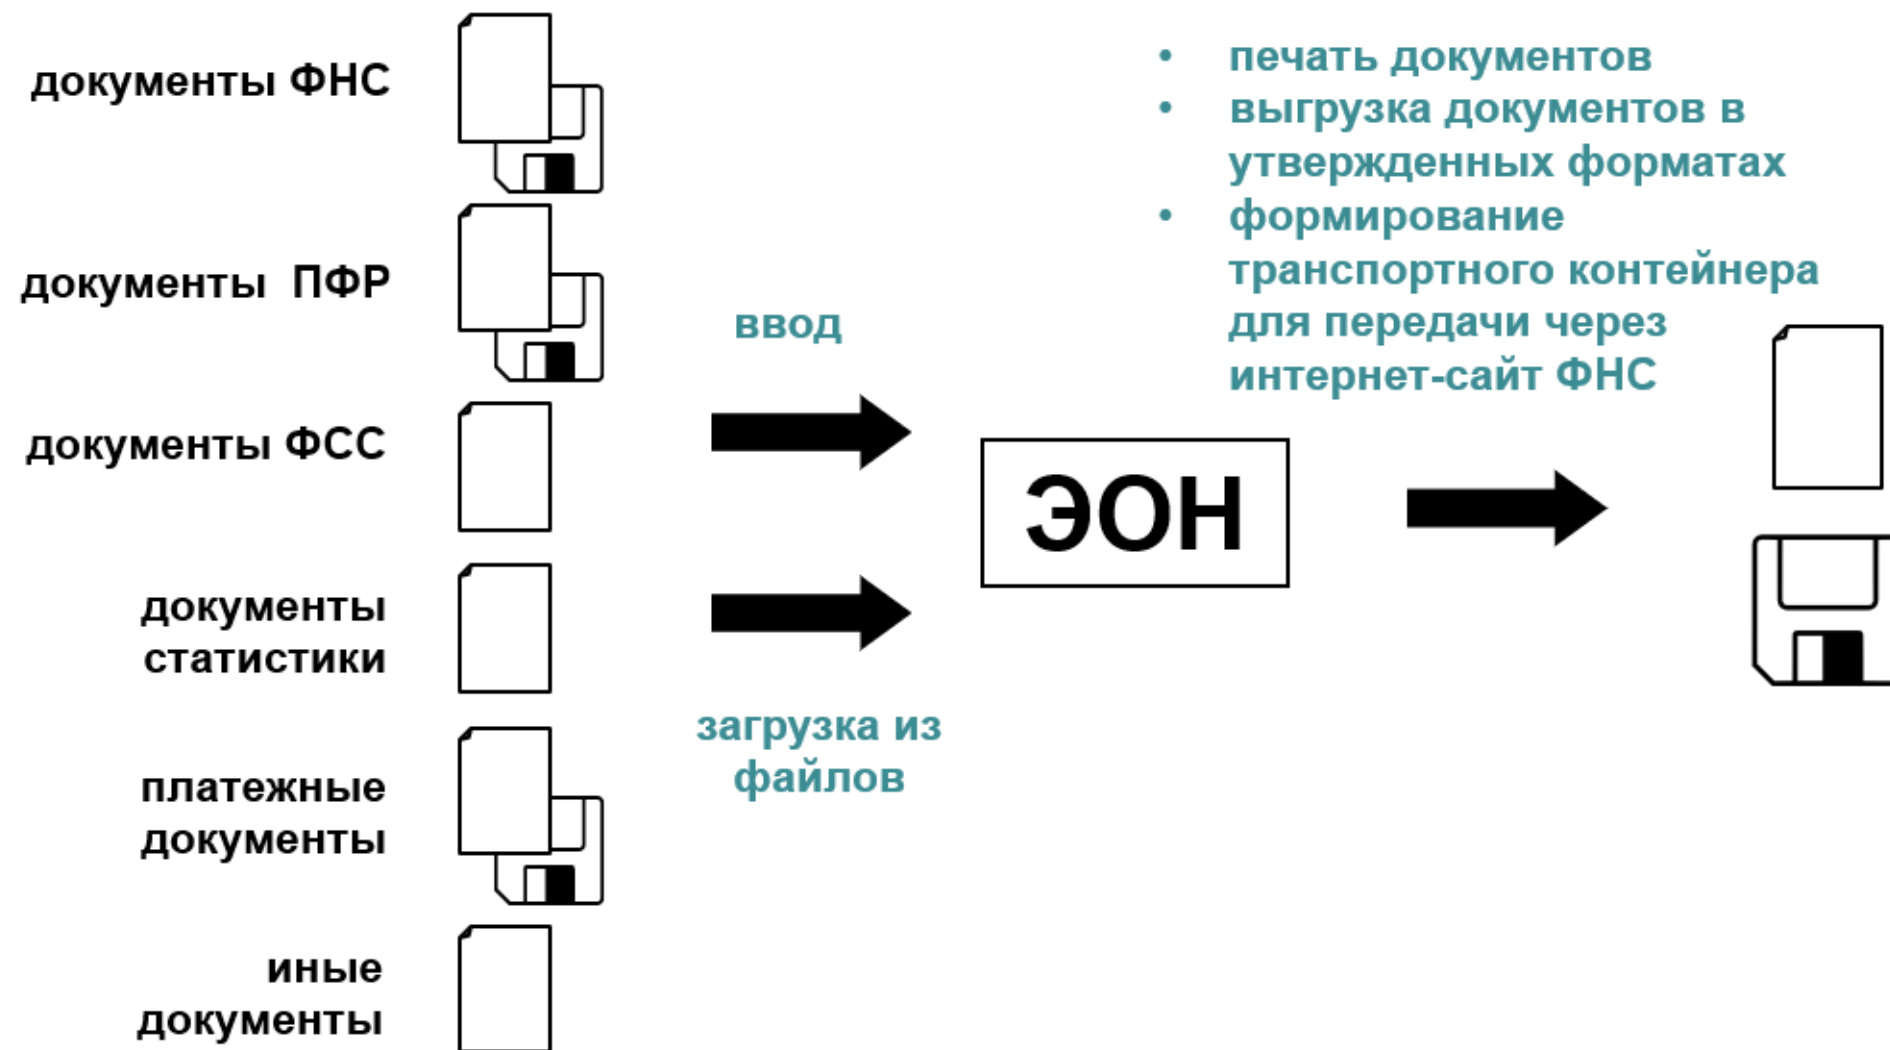 документы ФНС
документы ПФР
документы ФСС
документы
статистики
платежные
документы
иные
документы
ввод
загрузка из
файлов
ЭОН
• печать документов
• выгрузка документов в
утвержденных форматах
• формирование
транспортного контейнера
для передачи через
интернет-сайт ФНС